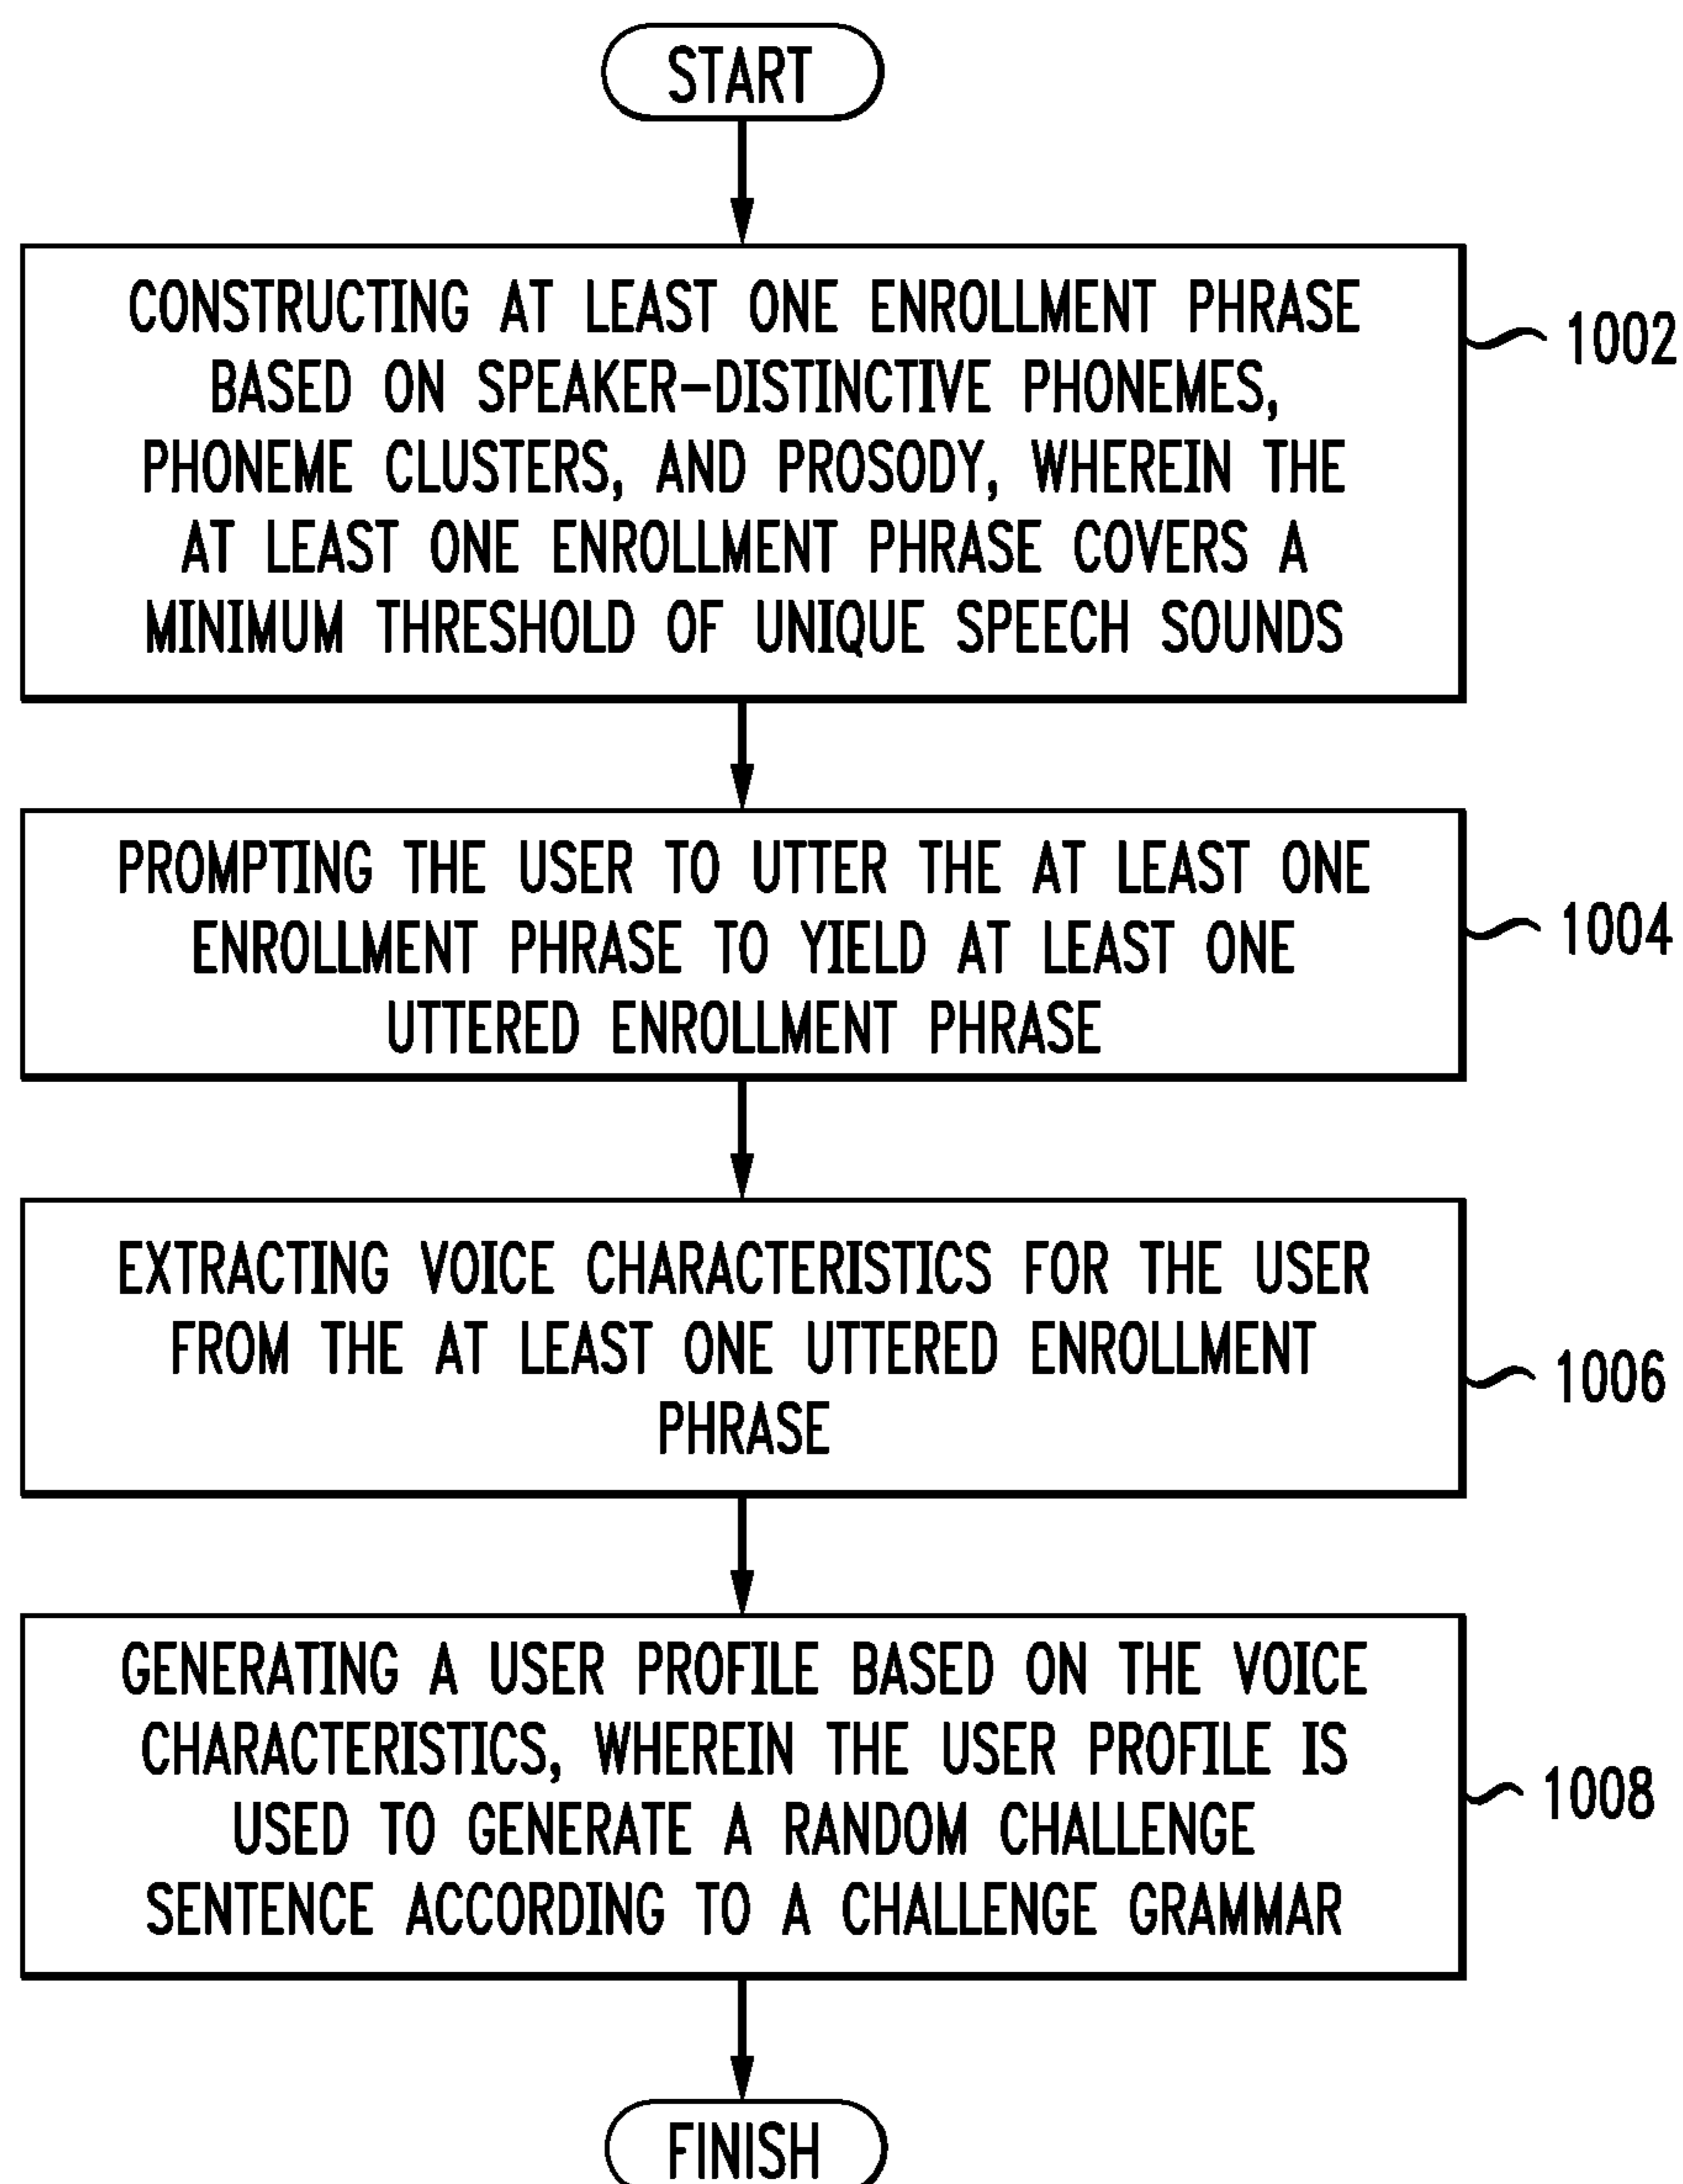 START
CONSTRUCTING AT LEAST ONE ENROLLMENT PHRASE
BASED ON SPEAKER-DISTINCTIVE PHONEMES,
PHONEME CLUSTERS, AND PROSODY, WHEREIN THE
AT LEAST ONE ENROLLMENT PHRASE COVERS A
MINIMUM THRESHOLD OF UNIQUE SPEECH SOUNDS
1002
PROMPTING THE USER TO UTTER THE AT LEAST ONE
ENROLLMENT PHRASE TO YIELD AT LEAST ONE
UTTERED ENROLLMENT PHRASE
1004
EXTRACTING VOICE CHARACTERISTICS FOR THE USER
FROM THE AT LEAST ONE UTTERED ENROLLMENT
PHRASE
1006
GENERATING A USER PROFILE BASED ON THE VOICE
CHARACTERISTICS, WHEREIN THE USER PROFILE IS
USED TO GENERATE A RANDOM CHALLENGE
SENTENCE ACCORDING TO A CHALLENGE GRAMMAR
1008
FINISH